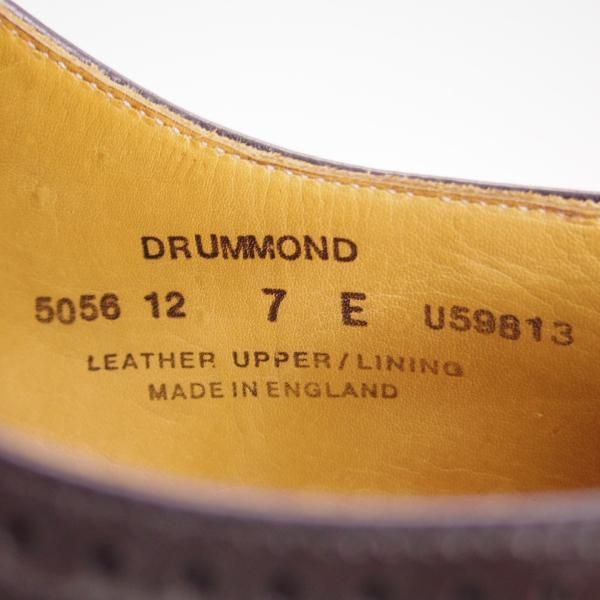 DRUMMOND
5056 12 7 E U59813
LEATHER UPPER/LINING
MADE IN ENGLAND